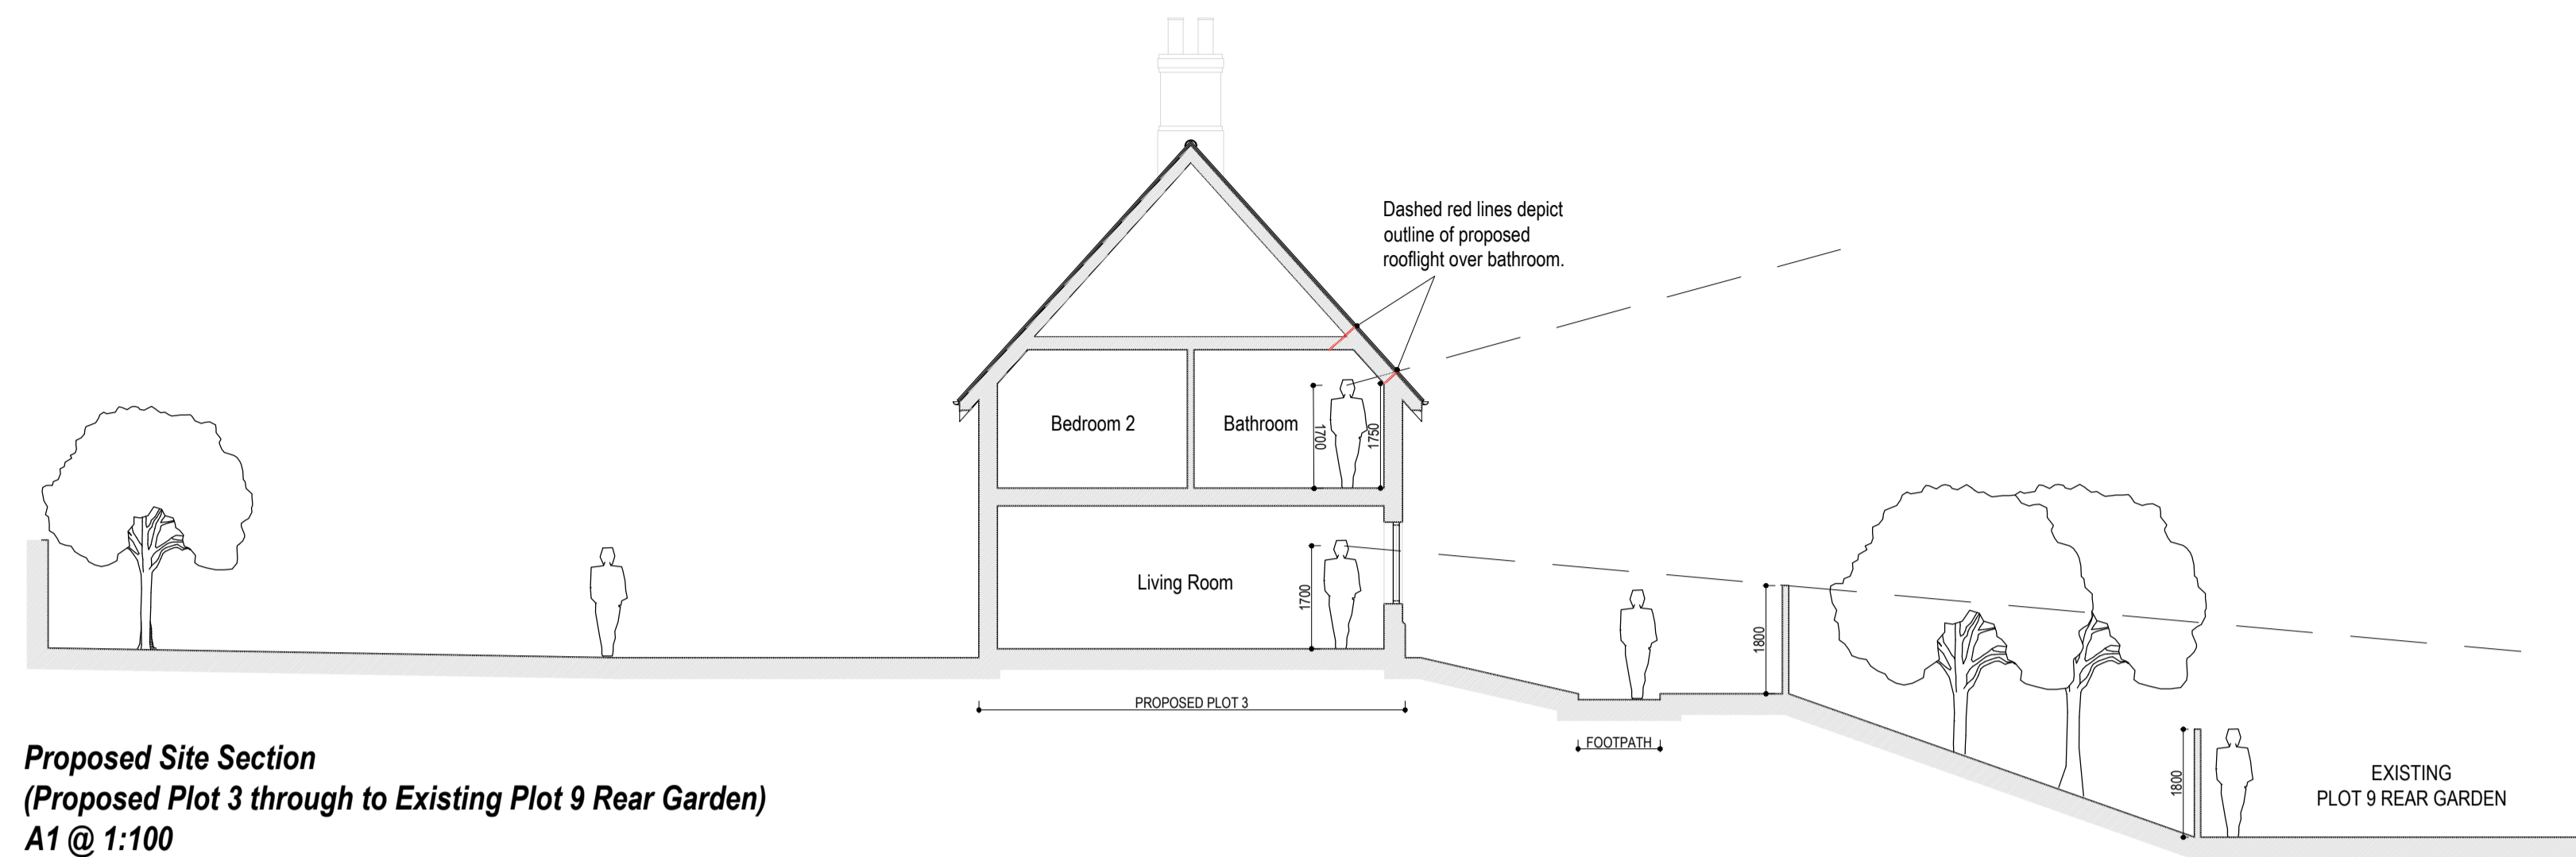 Dashed red lines depict
outline of proposed
rooflight over bathroom.
Bedroom 2
Bathroom
1700
1750
Living Room
1700
1800
PROPOSED PLOT 3
FOOTPATH
1800
EXISTING
PLOT 9 REAR GARDEN
Proposed Site Section
(Proposed Plot 3 through to Existing Plot 9 Rear Garden)
A1 @ 1:100